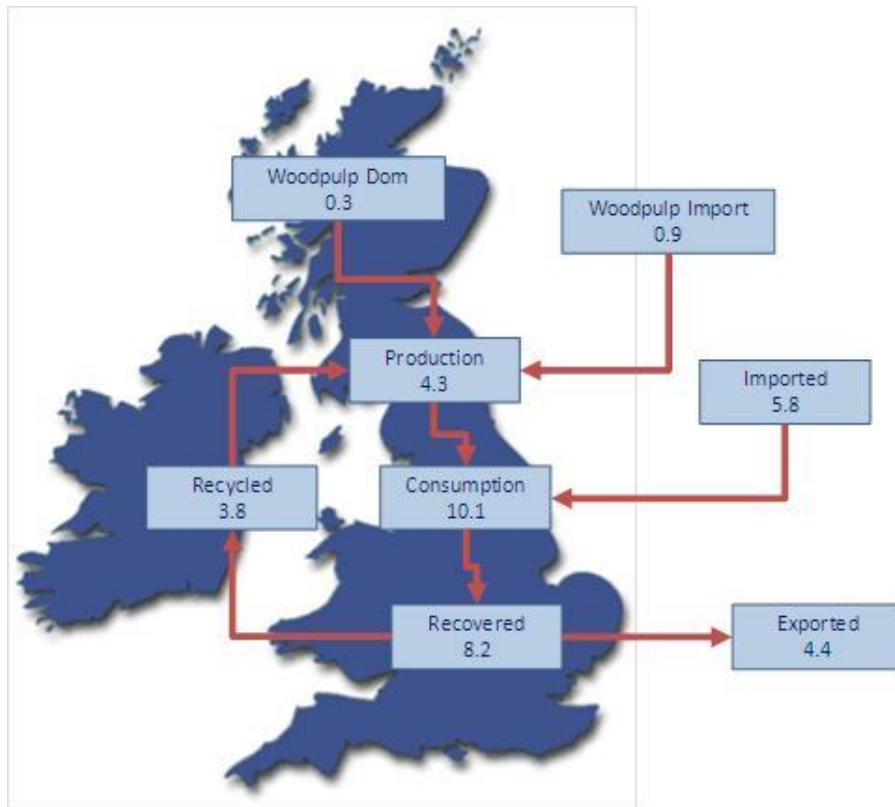 Woodpulp Dom
0.3
Woodpulp Import
0.9
Production
4.3
Imported
5.8
Recycled
3.8
Consumption
10.1
Recovered
8.2
Exported
4.4